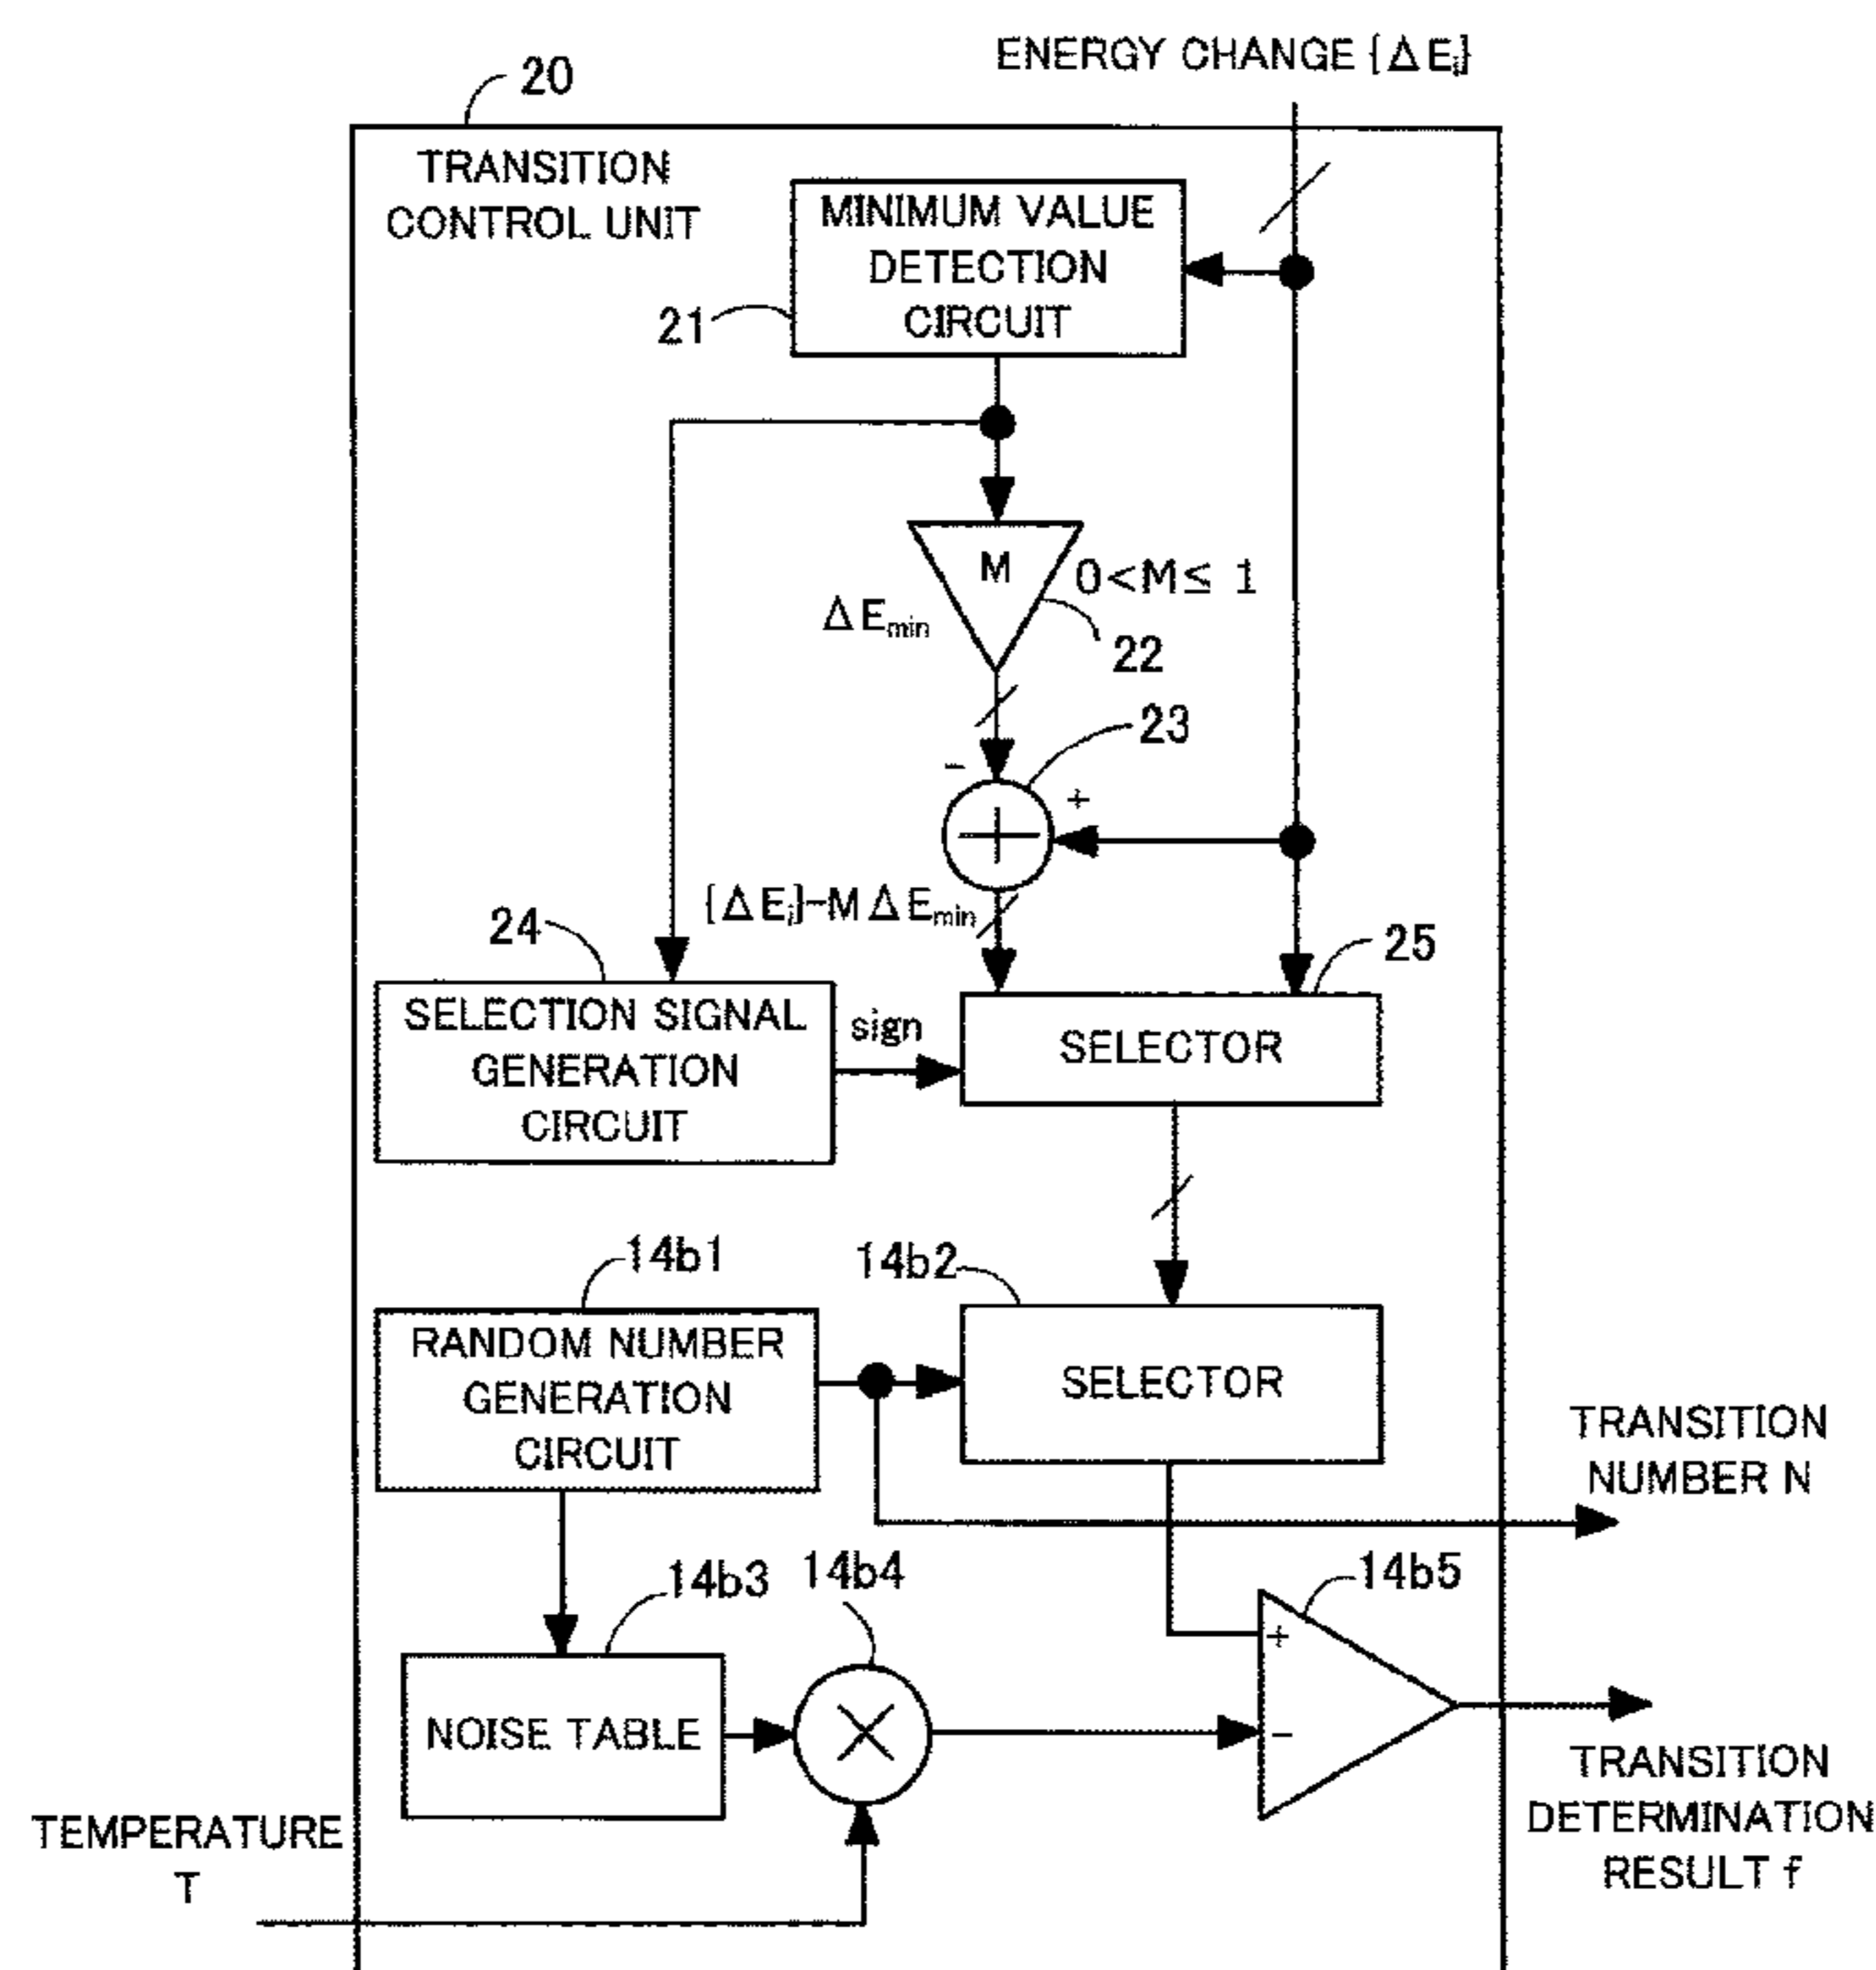 ENERGY CHANGE {ΔEi}
20
TRANSITION
CONTROL UNIT
MINIMUM VALUE
DETECTION
CIRCUIT
21
M
0<M≤ 1
ΔEmin
22
23
-
+
{ΔEi}-MΔEmin
24
25
SELECTION SIGNAL
GENERATION
CIRCUIT
sign
SELECTOR
14b1
14b2
RANDOM NUMBER
GENERATION
CIRCUIT
SELECTOR
TRANSITION
NUMBER N
14b3
14b4
14b5
+
-
NOISE TABLE
TRANSITION
DETERMINATION
RESULT f
TEMPERATURE
T